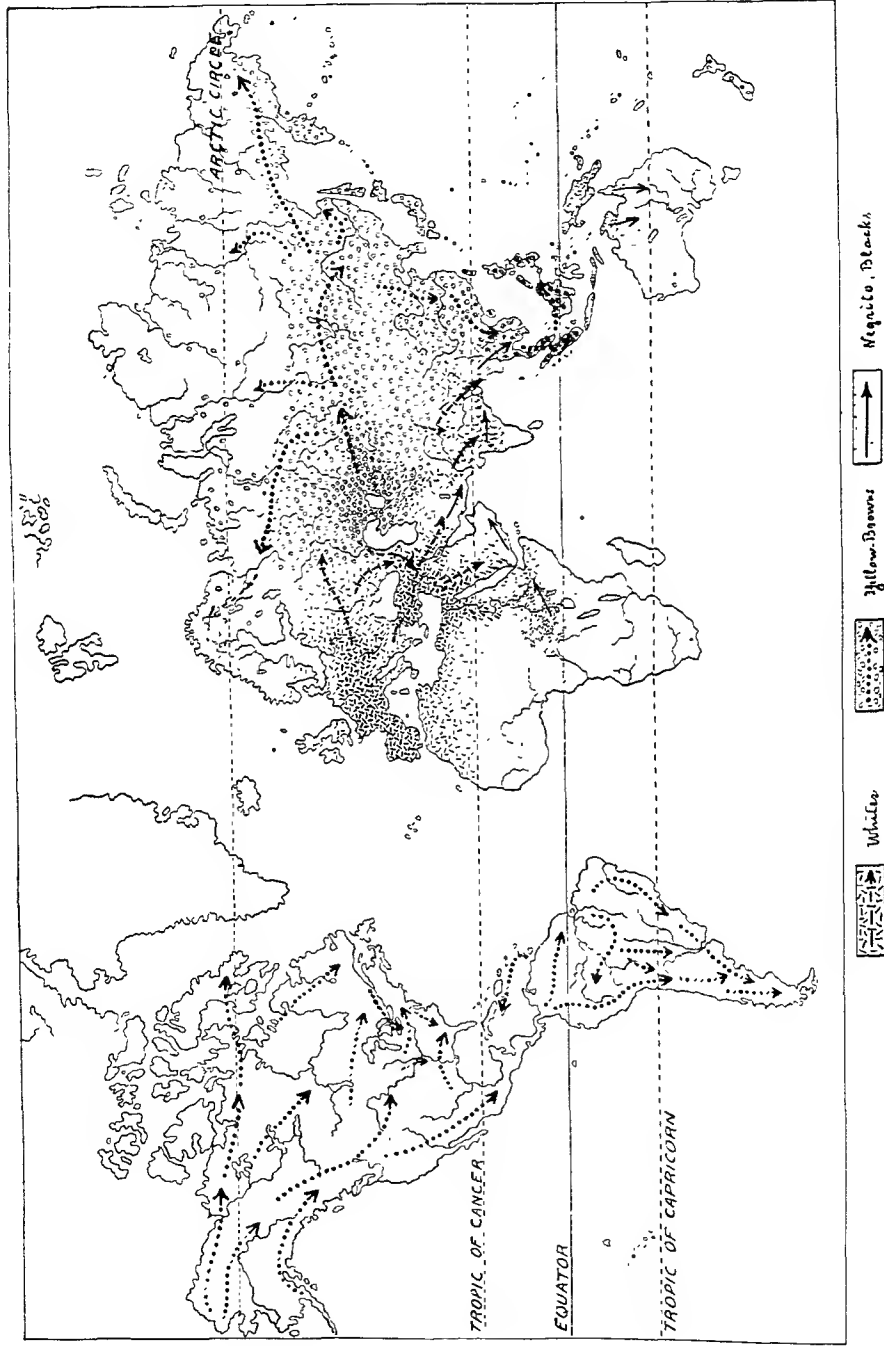 ARCTIC CIRCLE
TROPIC OF CANCER
EQUATOR
TROPIC OF CAPRICORN
Whites
Yellow-Browns
Negrito, Blacks